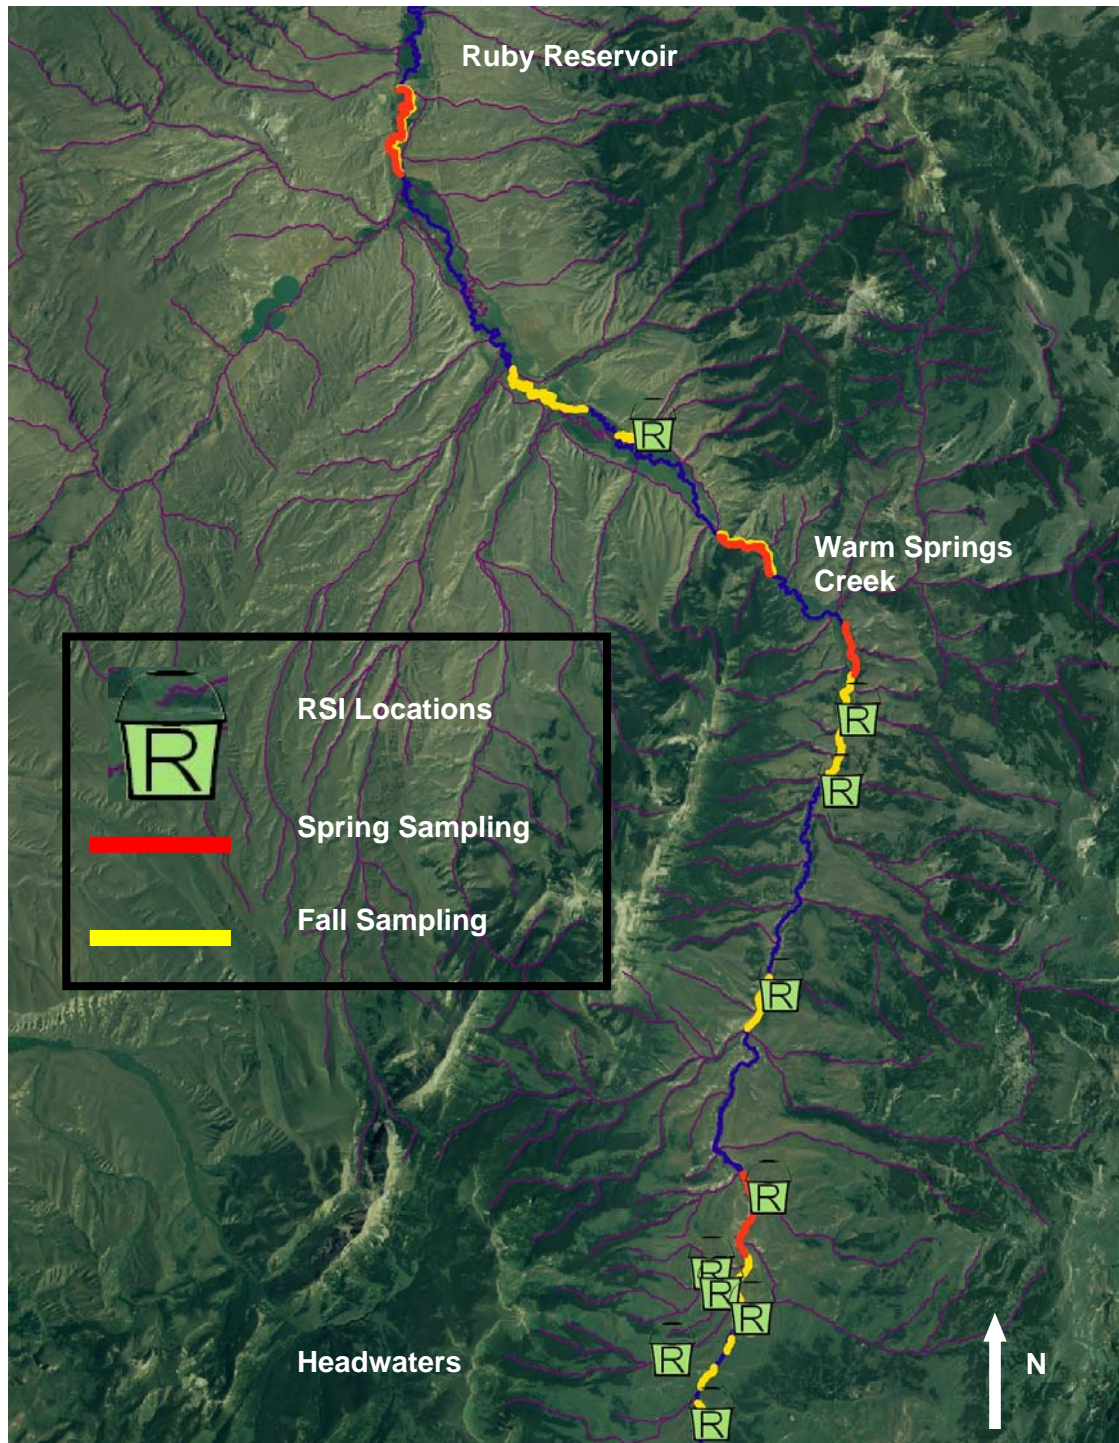 Ruby Reservoir
R
Warm Springs
Creek
R
R
RSI Locations
R
Spring Sampling
Fall Sampling
R
R
R
R
R
R
Headwaters
N
R